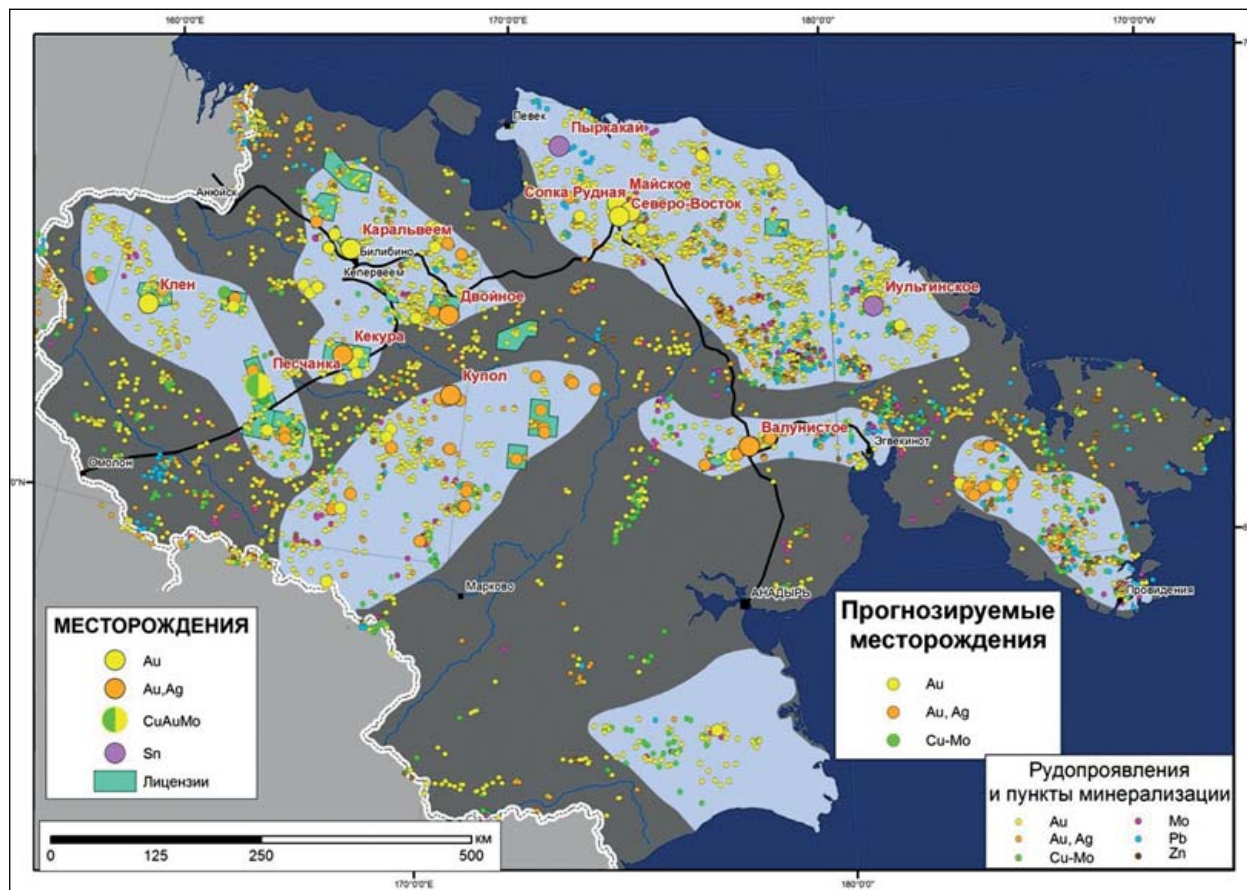 160°0'0"E
170°0'0"E
180°0'0"
170°0'0"W
Певек
Пыркакай
Анюйск
Сопка Рудная
Майское
Северо-Восток
Каральвеем
Билибино
Кепервеем
Клен
Двойное
Иультинское
Кекура
Песчанка
Купол
Валунистое
Эгвекинот
Омолон
Марково
АНАДЫРЬ
Провидения
МЕСТОРОЖДЕНИЯ
Au
Au,Ag
CuAuMo
Sn
Лицензии
Прогнозируемые
месторождения
Au
Au, Ag
Cu-Mo
Рудопроявления
и пункты минерализации
Au
Au, Ag
Cu-Mo
Mo
Pb
Zn
км
0 125 250 500
170°0'0"E
180°0'0"